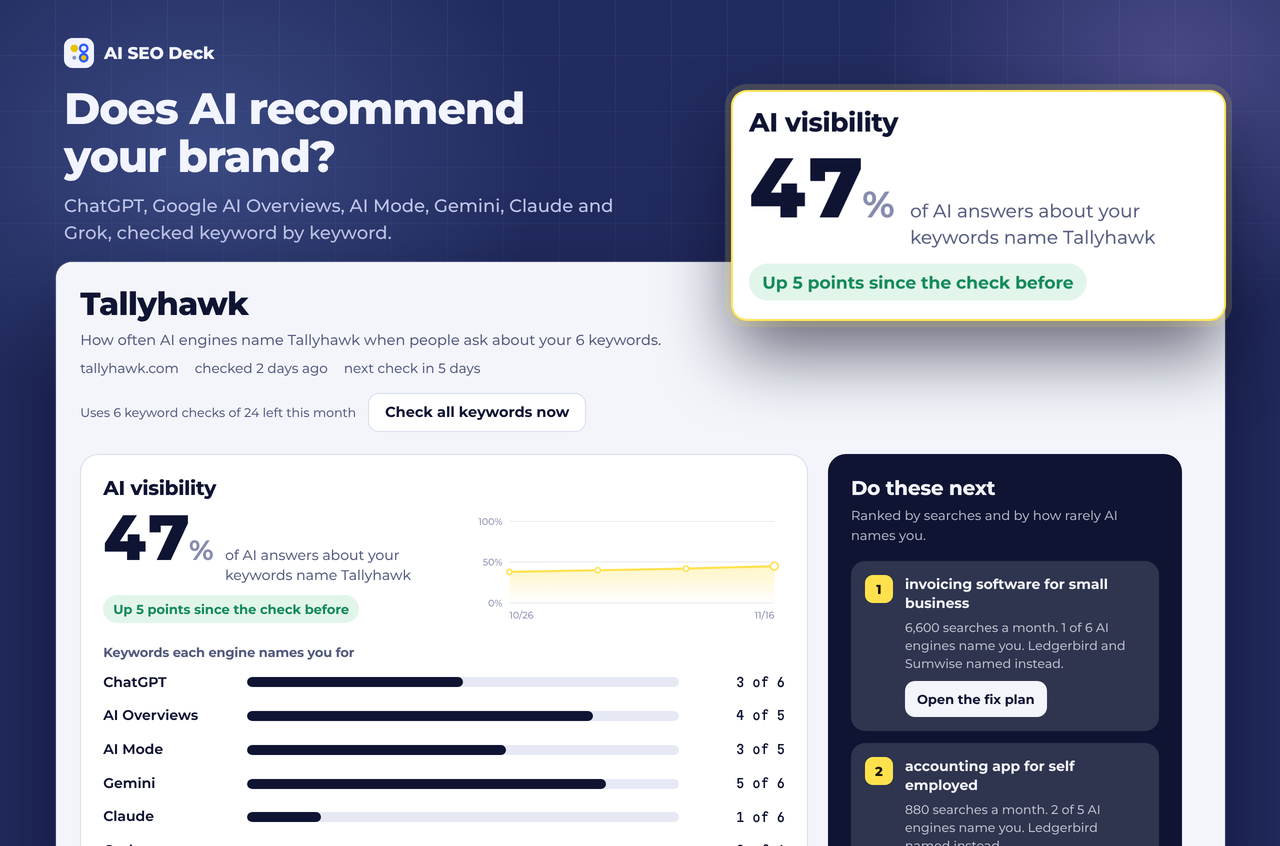 AI SEO Deck
Does AI recommend
your brand?
ChatGPT, Google AI Overviews, AI Mode, Gemini, Claude and
Grok, checked keyword by keyword.
AI visibility
47%
of AI answers about your
keywords name Tallyhawk
Up 5 points since the check before
Tallyhawk
How often AI engines name Tallyhawk when people ask about your 6 keywords.
tallyhawk.com checked 2 days ago next check in 5 days
Uses 6 keyword checks of 24 left this month
Check all keywords now
AI visibility
47%
of AI answers about your
keywords name Tallyhawk
Up 5 points since the check before
100%
50%
0%
10/26 11/16
Keywords each engine names you for
ChatGPT 3 of 6
AI Overviews 4 of 5
AI Mode 3 of 5
Gemini 5 of 6
Claude 1 of 6
Do these next
Ranked by searches and by how rarely AI
names you.
1
invoicing software for small
business
6,600 searches a month. 1 of 6 AI
engines name you. Ledgerbird and
Sumwise named instead.
Open the fix plan
2
accounting app for self
employed
880 searches a month. 2 of 5 AI
engines name you. Ledgerbird
named instead.